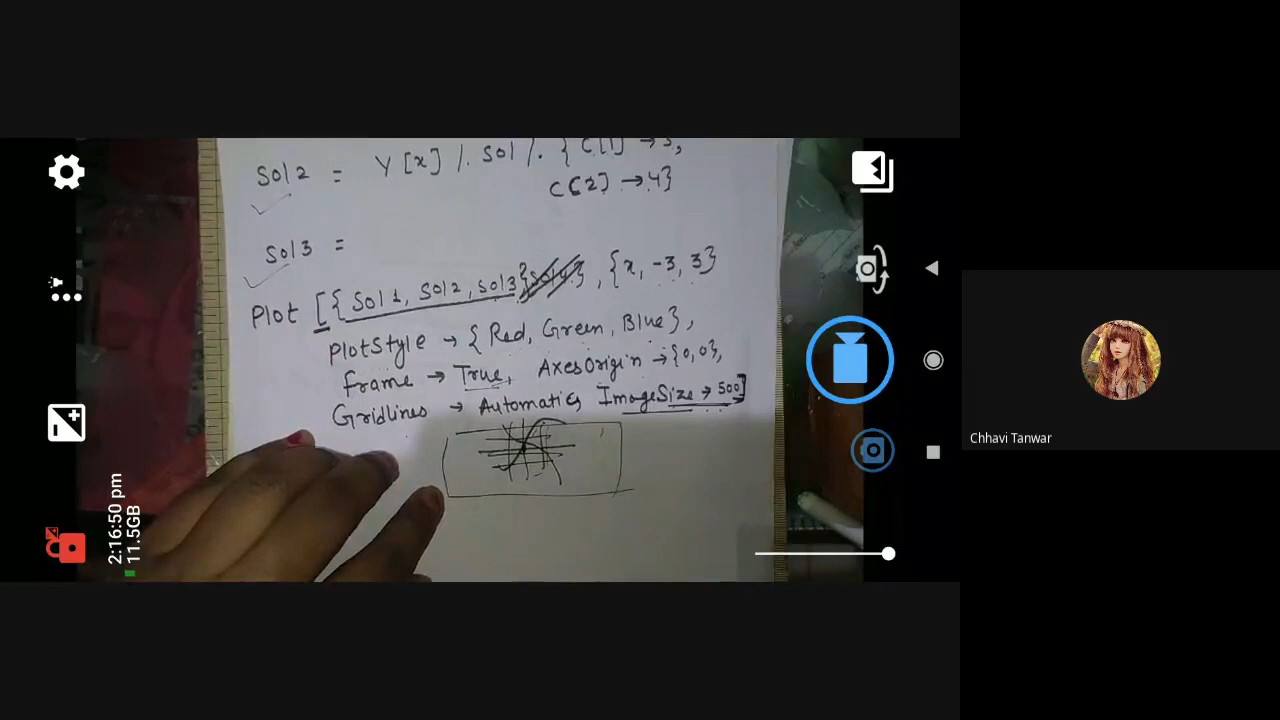 Sol2 = Y[x] /. Sol /. { C[1] → 3,
C[2] → 4}
Sol3 =
Plot [{Sol1, Sol2, Sol3} , {x, -3, 3}
PlotStyle → {Red, Green, Blue},
frame → True, AxesOrigin → {0,0},
Gridlines → Automatic, ImageSize → 500]
2:16:50 pm
11.5GB
Chhavi Tanwar